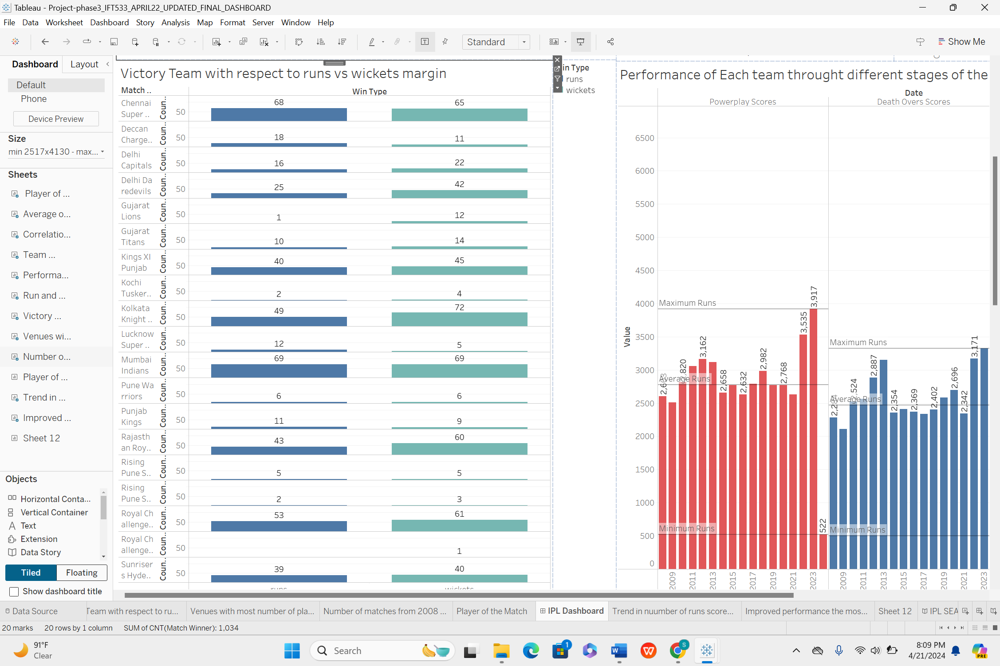 Tableau - Project-phase3_IFT533_APRIL22_UPDATED_FINAL_DASHBOARD
File Data Worksheet Dashboard Story Analysis Map Format Server Window Help
Standard
Show Me
Dashboard Layout
Default
Phone
Device Preview
Size
min 2517x4130 - max...
Sheets
Player of ...
Average o...
Correlatio...
Team ...
Performa...
Run and ...
Victory ...
Venues wi...
Number o...
Player of ...
Trend in ...
Improved ...
Sheet 12
Objects
Horizontal Conta...
Vertical Container
Text
Extension
Data Story
Tiled Floating
Show dashboard title
Victory Team with respect to runs vs wickets margin
Match .. Win Type
Chennai
Super .. Coun.. 50 68 65
Deccan
Charge.. Coun.. 50 18 11
Delhi
Capitals Coun.. 50 16 22
Delhi Da
redevils Coun.. 50 25 42
Gujarat
Lions Coun.. 50 1 12
Gujarat
Titans Coun.. 50 10 14
Kings XI
Punjab Coun.. 50 40 45
Kochi
Tusker.. Coun.. 50 2 4
Kolkata
Knight .. Coun.. 50 49 72
Lucknow
Super .. Coun.. 50 12 5
Mumbai
Indians Coun.. 50 69 69
Pune Wa
rriors Coun.. 50 6 6
Punjab
Kings Coun.. 50 11 9
Rajasth
an Roy.. Coun.. 50 43 60
Rising
Pune S.. Coun.. 50 5 5
Rising
Pune S.. Coun.. 50 2 3
Royal Ch
allenge.. Coun.. 50 53 61
Royal Ch
allenge.. Coun.. 50 1
Sunriser
s Hyde.. Coun.. 50 39 40
runs wickets
in Type
runs
wickets
Performance of Each team throught different stages of the
Date
Powerplay Scores Death Overs Scores
Value
6500
6000
5500
5000
4500
4000
3500
3000
2500
2000
1500
1000
500
0
Maximum Runs
Average Runs
Minimum Runs
2,820 3,162 2,658 2,632 2,982 2,768 3,535 3,917 522
Maximum Runs
Average Runs
Minimum Runs
2,524 2,887 2,354 2,369 2,402 2,696 2,342 3,171
2009 2011 2013 2015 2017 2019 2021 2023 2009 2011 2013 2015 2017 2019 2021 2023
Data Source Team with respect to ru... Venues with most number of pla... Number of matches from 2008 ... Player of the Match IPL Dashboard Trend in nuumber of runs score... Improved performance the mos... Sheet 12 IPL SEA
20 marks 20 rows by 1 column SUM of CNT(Match Winner): 1,034
91°F
Clear
Search
1
S
W
8:09 PM
4/21/2024
PRE